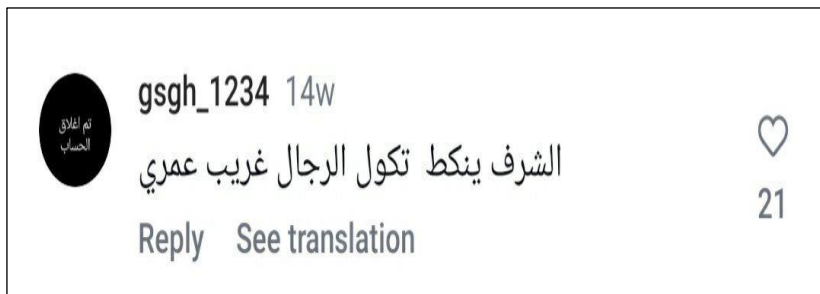 gsgh_1234 14w
تم اغلاق
الحساب
الشرف ينكط تكول الرجال غريب عمري
21
Reply See translation